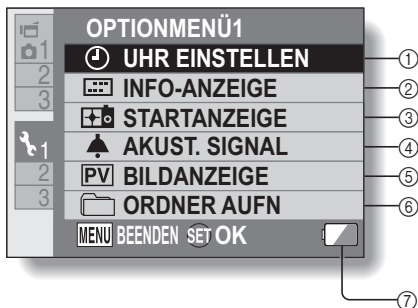 OPTIONMENÜ1
UHR EINSTELLEN ①
INFO-ANZEIGE ②
STARTANZEIGE ③
AKUST. SIGNAL ④
PV BILDANZEIGE ⑤
ORDNER AUFN ⑥
MENU BEENDEN SET OK
⑦
1
2
3
1
2
3